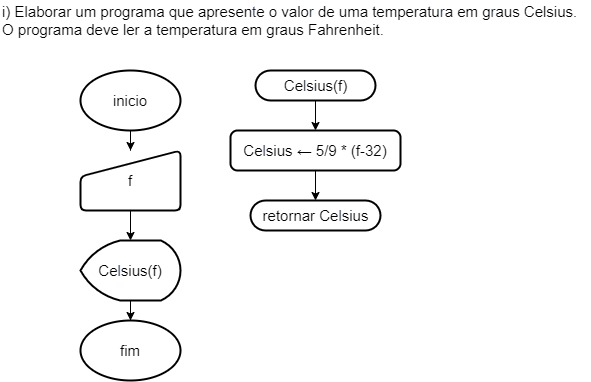 i) Elaborar um programa que apresente o valor de uma temperatura em graus Celsius.
O programa deve ler a temperatura em graus Fahrenheit.
inicio
f
Celsius(f)
fim
Celsius(f)
Celsius ← 5/9 * (f-32)
retornar Celsius